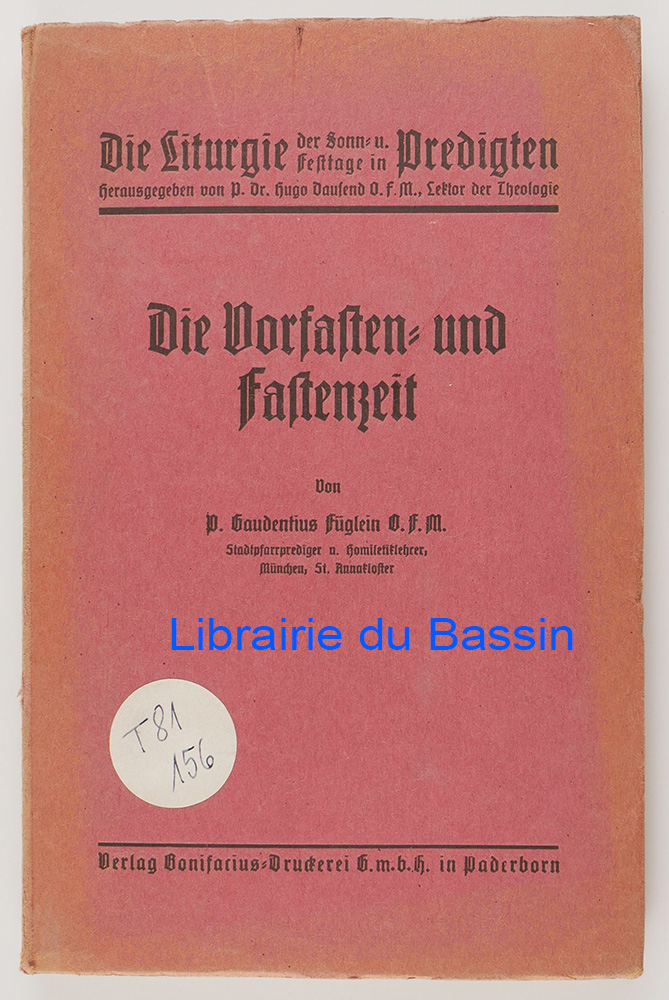 Die Liturgie der Sonn- u. Festtage in Predigten
Herausgegeben von P. Dr. Hugo Dausend O. F. M., Lektor der Theologie
Die Vorfasten- und
Fastenzeit
Von
P. Gaudentius Füglein O. F. M.
Stadtpfarrprediger u. Homiletiklehrer,
München, St. Annakloster
Librairie du Bassin
T 81
156
Verlag Bonifacius-Druckerei G. m. b. H. in Paderborn